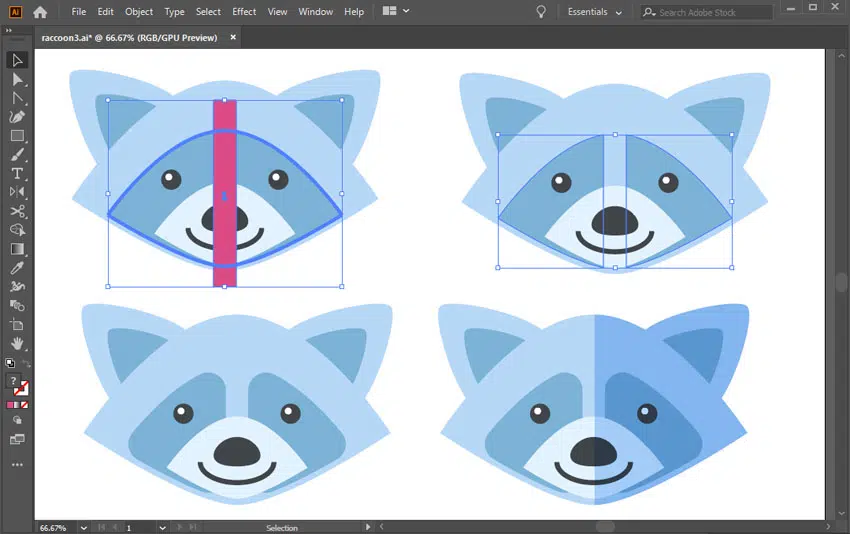 Ai File Edit Object Type Select Effect View Window Help Essentials Search Adobe Stock
raccoon3.ai* @ 66.67% (RGB/GPU Preview) ×
T
?
66.67% 1 Selection